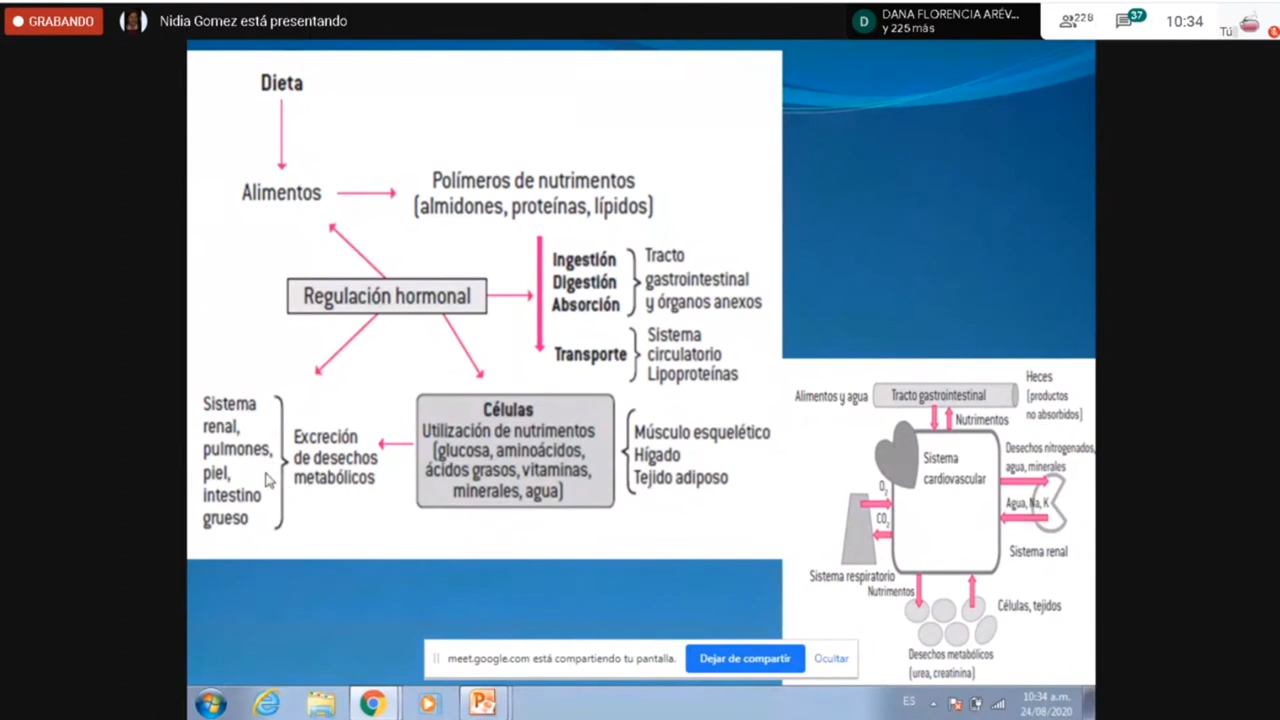 GRABANDO
Nidia Gomez está presentando
D
DANA FLORENCIA ARÉV...
y 225 más
228
37
10:34
Tú
Dieta
Alimentos
Polímeros de nutrimentos
(almidones, proteínas, lípidos)
Regulación hormonal
Ingestión
Digestión
Absorción
Tracto
gastrointestinal
y órganos anexos
Transporte
Sistema
circulatorio
Lipoproteínas
Sistema
renal,
pulmones,
piel,
intestino
grueso
Excreción
de desechos
metabólicos
Células
Utilización de nutrimentos
(glucosa, aminoácidos,
ácidos grasos, vitaminas,
minerales, agua)
Músculo esquelético
Hígado
Tejido adiposo
Alimentos y agua
Tracto gastrointestinal
Heces
(productos
no absorbidos)
Nutrimentos
Sistema
cardiovascular
Desechos nitrogenados,
agua, minerales
Agua, Na, K
Sistema renal
O2
CO2
Sistema respiratorio
Nutrimentos
Células, tejidos
Desechos metabólicos
(urea, creatinina)
meet.google.com está compartiendo tu pantalla.
Dejar de compartir
Ocultar
ES
10:34 a.m.
24/08/2020